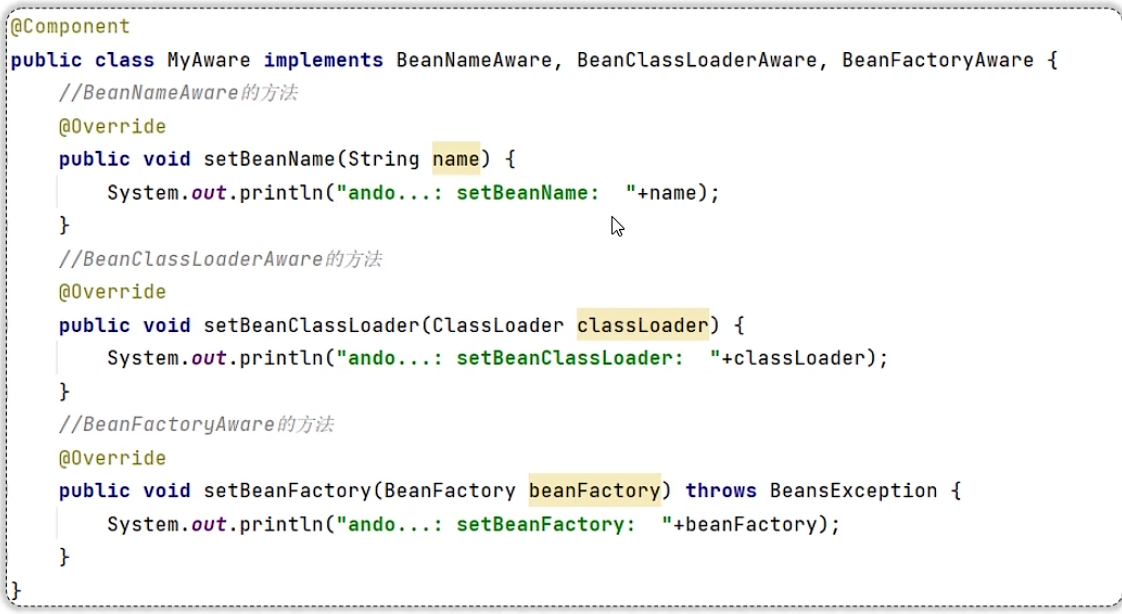 @Component
public class MyAware implements BeanNameAware, BeanClassLoaderAware, BeanFactoryAware {
    //BeanNameAware的方法
    @Override
    public void setBeanName(String name) {
        System.out.println("ando...: setBeanName:  "+name);
    }
    //BeanClassLoaderAware的方法
    @Override
    public void setBeanClassLoader(ClassLoader classLoader) {
        System.out.println("ando...: setBeanClassLoader:  "+classLoader);
    }
    //BeanFactoryAware的方法
    @Override
    public void setBeanFactory(BeanFactory beanFactory) throws BeansException {
        System.out.println("ando...: setBeanFactory:  "+beanFactory);
    }
}